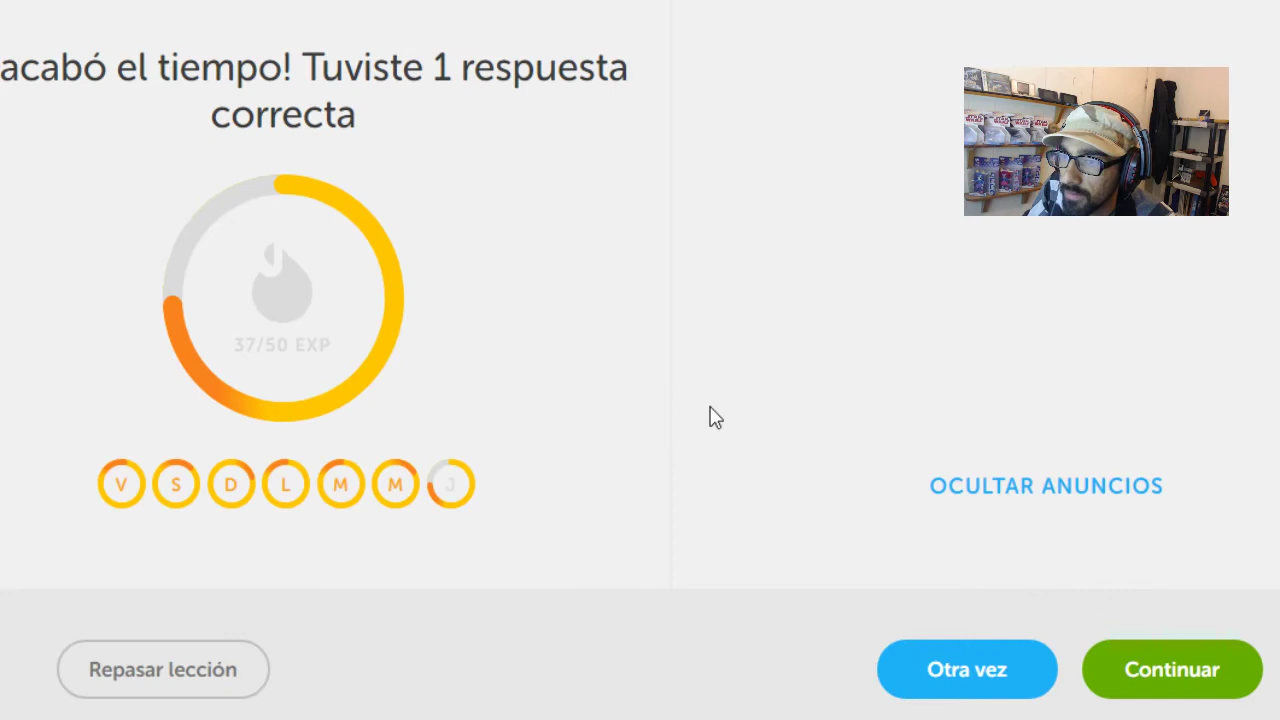 acabó el tiempo! Tuviste 1 respuesta
correcta
37/50 EXP
V S D L M M J
OCULTAR ANUNCIOS
Repasar lección
Otra vez
Continuar